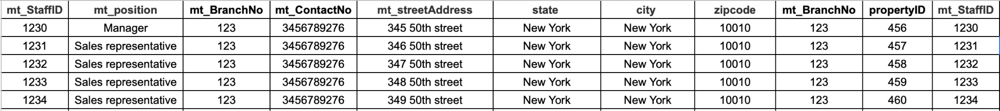 mt_StaffID mt_position mt_BranchNo mt_ContactNo mt_streetAddress state city zipcode mt_BranchNo propertyID mt_StaffID
1230 Manager 123 3456789276 345 50th street New York New York 10010 123 456 1230
1231 Sales representative 123 3456789276 346 50th street New York New York 10010 123 457 1231
1232 Sales representative 123 3456789276 347 50th street New York New York 10010 123 458 1232
1233 Sales representative 123 3456789276 348 50th street New York New York 10010 123 459 1233
1234 Sales representative 123 3456789276 349 50th street New York New York 10010 123 460 1234